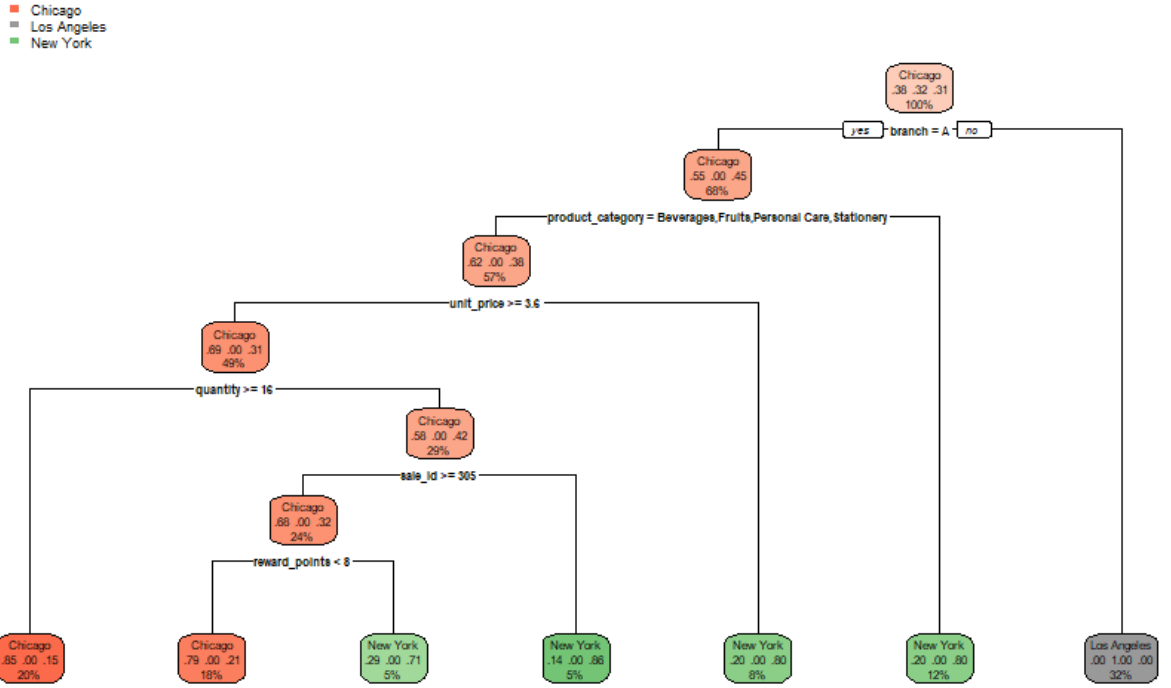 Chicago
Los Angeles
New York
Chicago
.38 .32 .31
100%
yes branch = A no
Chicago
.55 .00 .45
68%
product_category = Beverages,Fruits,Personal Care,Stationery
Chicago
.62 .00 .38
57%
unit_price >= 3.6
Chicago
.69 .00 .31
49%
quantity >= 16
Chicago
.58 .00 .42
29%
sale_id >= 305
Chicago
.68 .00 .32
24%
reward_points < 8
Chicago
.85 .00 .15
20%
Chicago
.79 .00 .21
18%
New York
.29 .00 .71
5%
New York
.14 .00 .86
5%
New York
.20 .00 .80
8%
New York
.20 .00 .80
12%
Los Angeles
.00 1.00 .00
32%